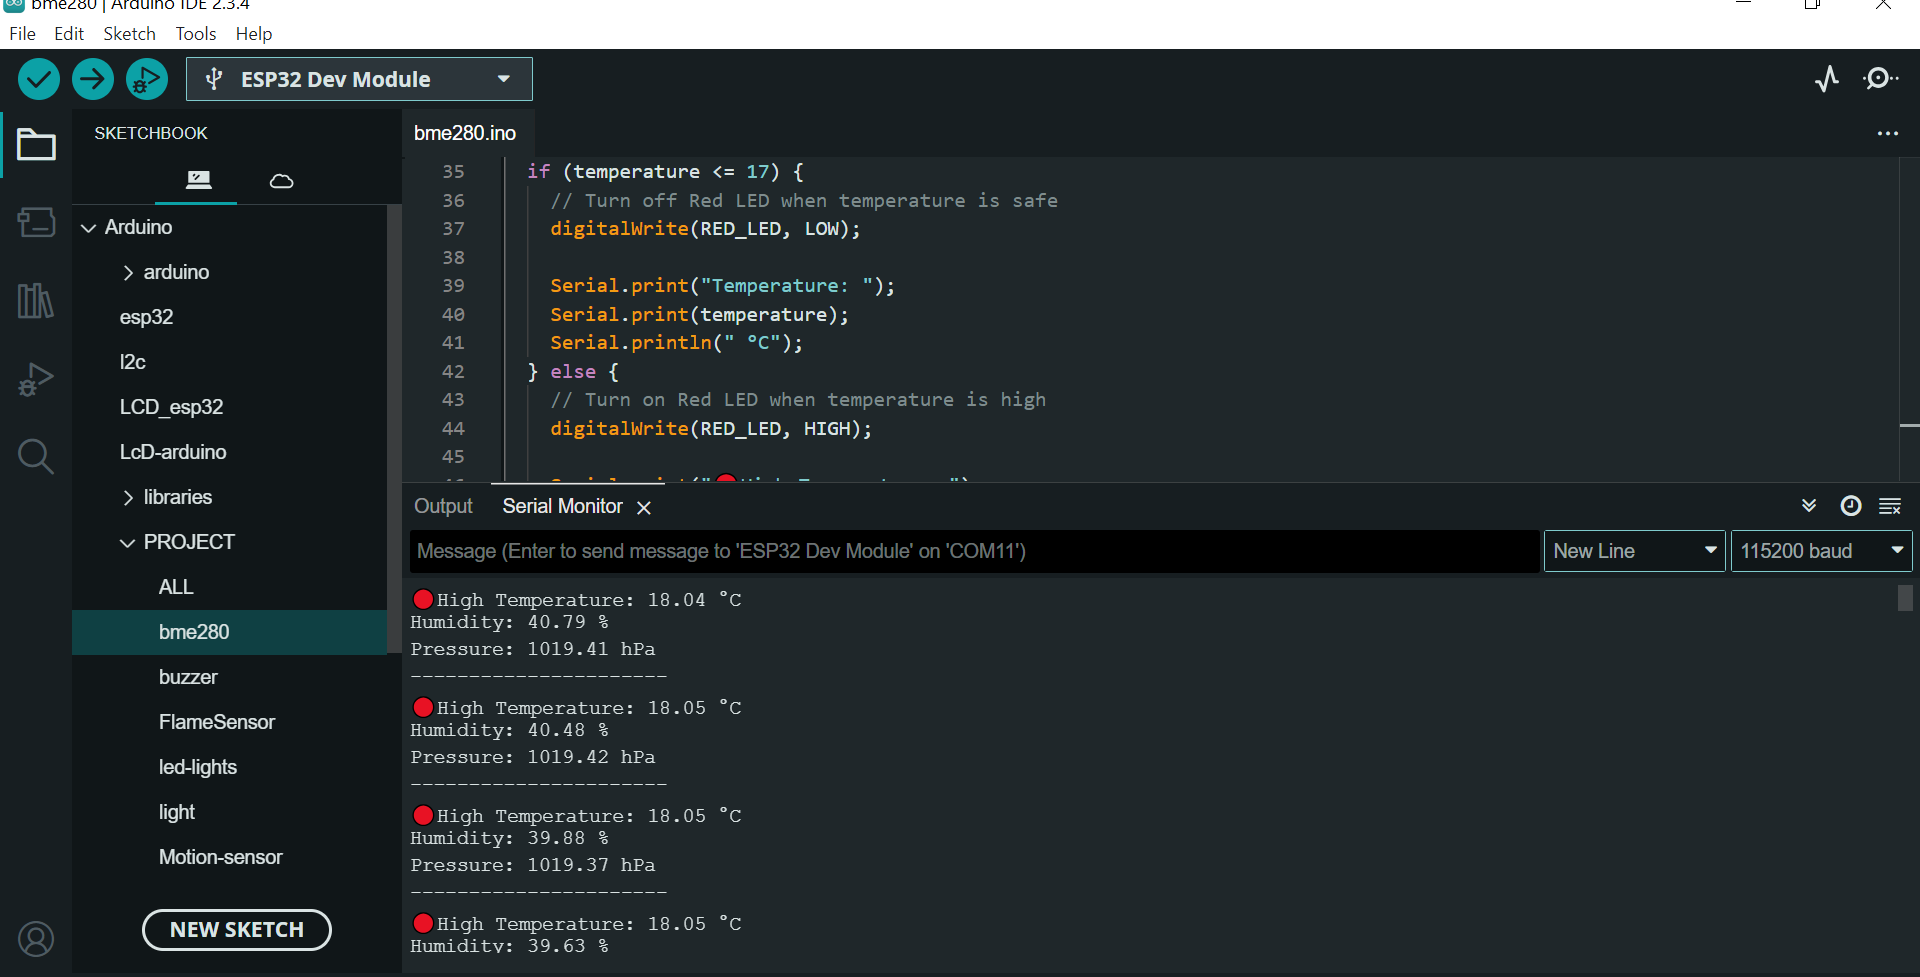 bme280 | Arduino IDE 2.3.4
File Edit Sketch Tools Help
ESP32 Dev Module
SKETCHBOOK
Arduino
arduino
esp32
I2c
LCD_esp32
LcD-arduino
libraries
PROJECT
ALL
bme280
buzzer
FlameSensor
led-lights
light
Motion-sensor
NEW SKETCH
bme280.ino
35 if (temperature <= 17) {
36 // Turn off Red LED when temperature is safe
37 digitalWrite(RED_LED, LOW);
38
39 Serial.print("Temperature: ");
40 Serial.print(temperature);
41 Serial.println(" °C");
42 } else {
43 // Turn on Red LED when temperature is high
44 digitalWrite(RED_LED, HIGH);
45
Output Serial Monitor
Message (Enter to send message to 'ESP32 Dev Module' on 'COM11')
New Line
115200 baud
🔴High Temperature: 18.04 °C
Humidity: 40.79 %
Pressure: 1019.41 hPa
----------------------
🔴High Temperature: 18.05 °C
Humidity: 40.48 %
Pressure: 1019.42 hPa
----------------------
🔴High Temperature: 18.05 °C
Humidity: 39.88 %
Pressure: 1019.37 hPa
----------------------
🔴High Temperature: 18.05 °C
Humidity: 39.63 %